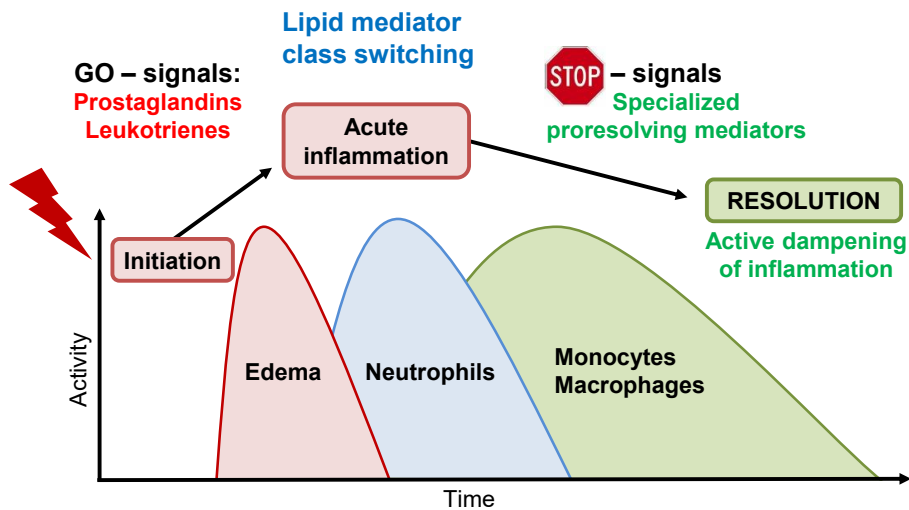 Lipid mediator
class switching
GO – signals:
Prostaglandins
Leukotrienes
STOP – signals
Specialized
proresolving mediators
Acute
inflammation
RESOLUTION
Active dampening
of inflammation
Initiation
Activity
Edema
Neutrophils
Monocytes
Macrophages
Time